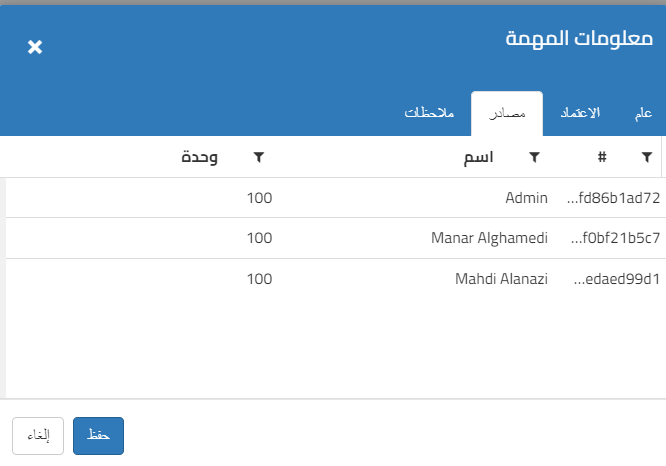 معلومات المهمة
عام الاعتماد مصادر ملاحظات
# اسم وحدة
fd86b1ad72... Admin 100
f0bf21b5c7... Manar Alghamedi 100
edaed99d1... Mahdi Alanazi 100
حفظ إلغاء